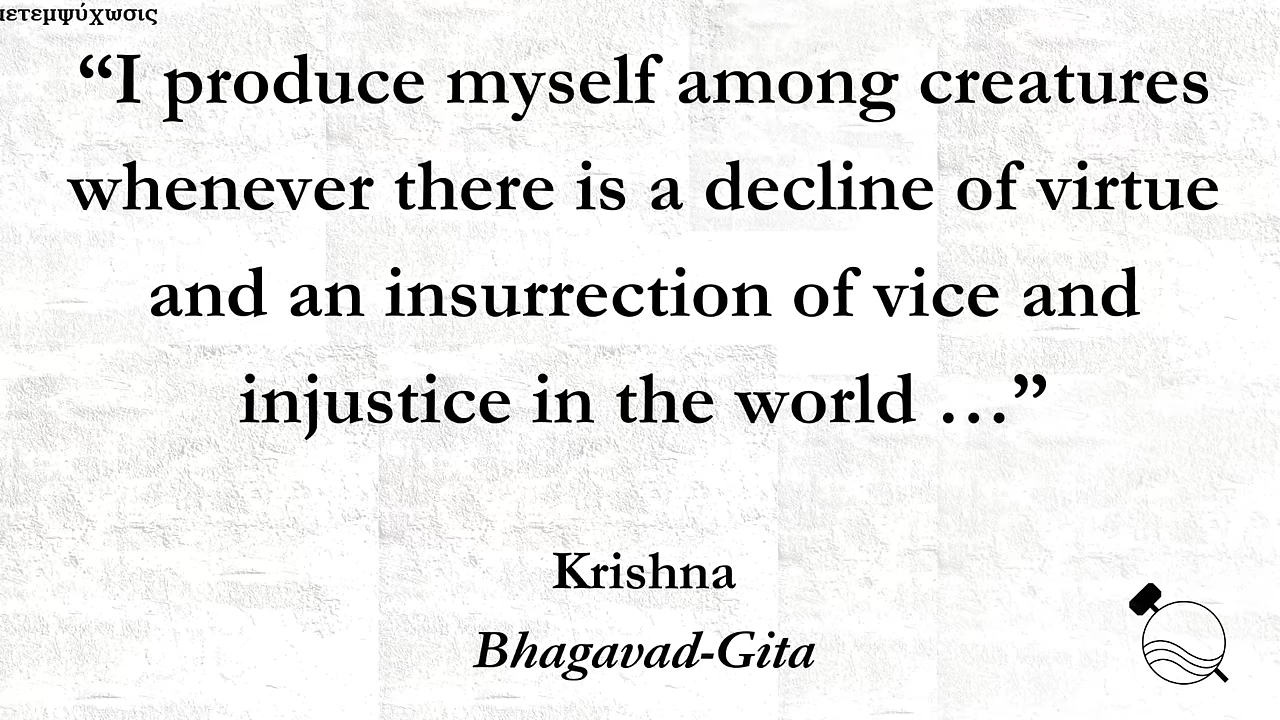 μετεμψύχωσις
“I produce myself among creatures
whenever there is a decline of virtue
and an insurrection of vice and
injustice in the world …”
Krishna
Bhagavad-Gita